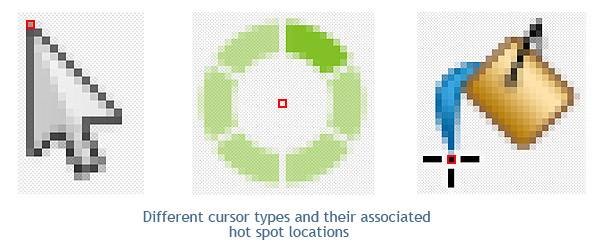 Different cursor types and their associated
hot spot locations